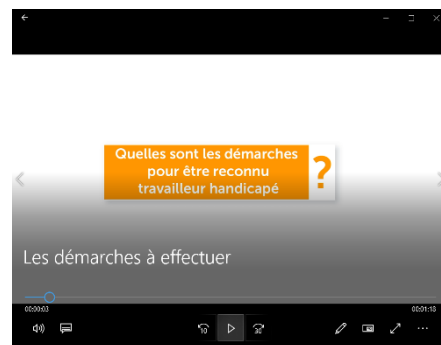 Quelles sont les démarches
pour être reconnu
travailleur handicapé
?
Les démarches à effectuer
00:00:03
00:01:18
10
30